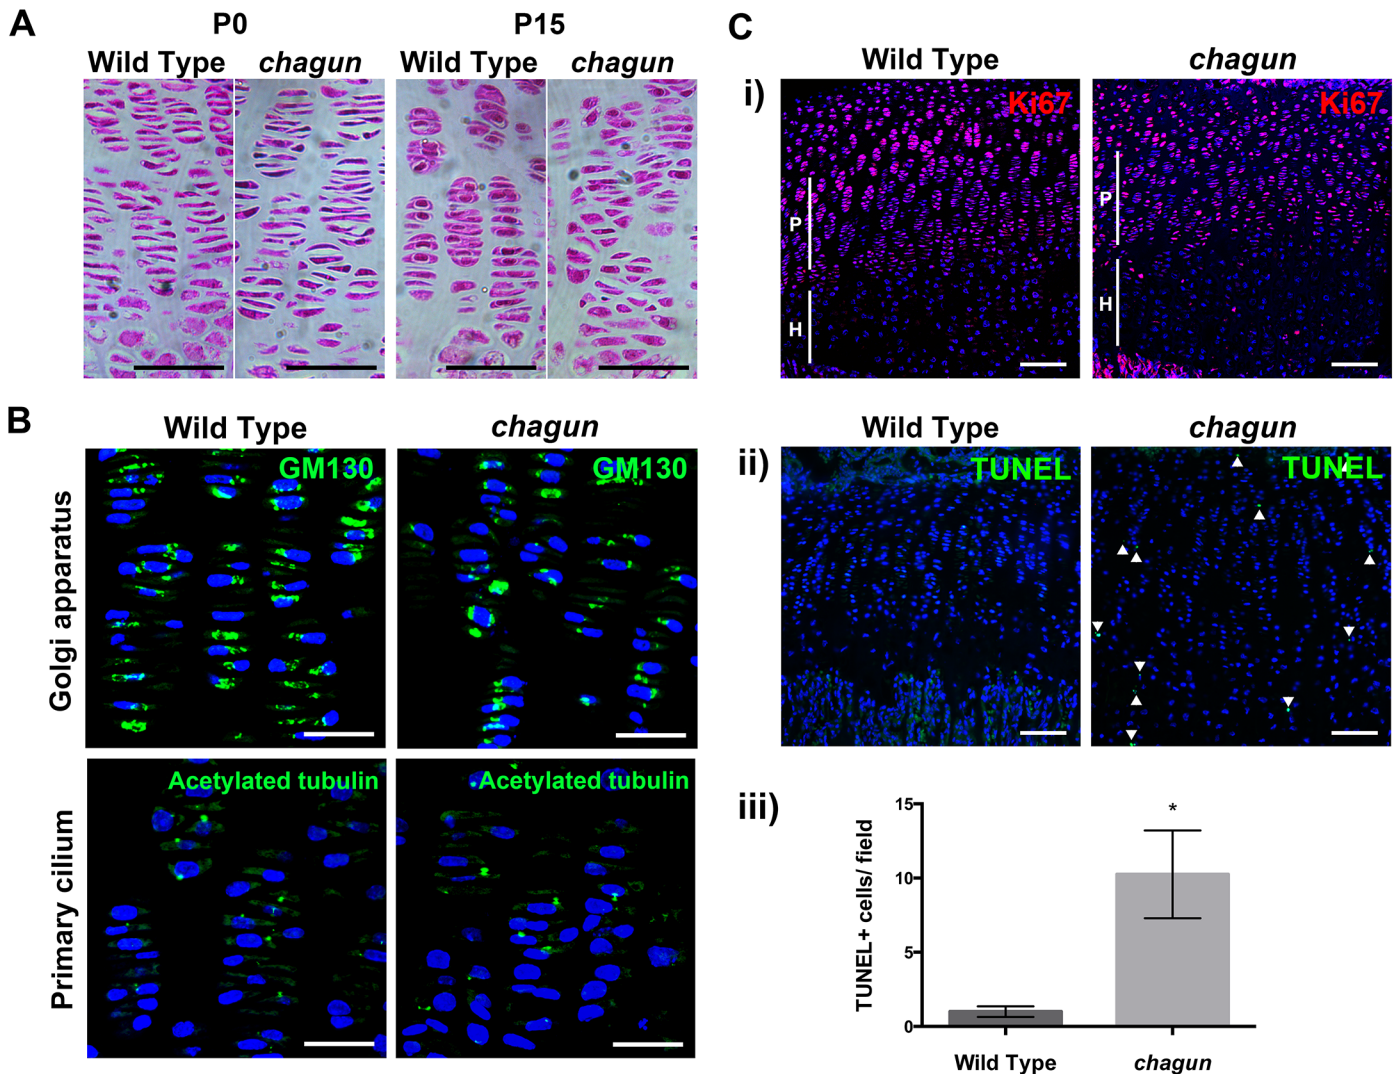 A
P0
P15
Wild Type
chagun
Wild Type
chagun
B
Wild Type
chagun
Golgi apparatus
GM130
GM130
Primary cilium
Acetylated tubulin
Acetylated tubulin
C
Wild Type
chagun
i)
Ki67
Ki67
P
H
P
H
Wild Type
chagun
ii)
TUNEL
TUNEL
iii)
TUNEL+ cells/ field
15
10
5
0
*
Wild Type
chagun